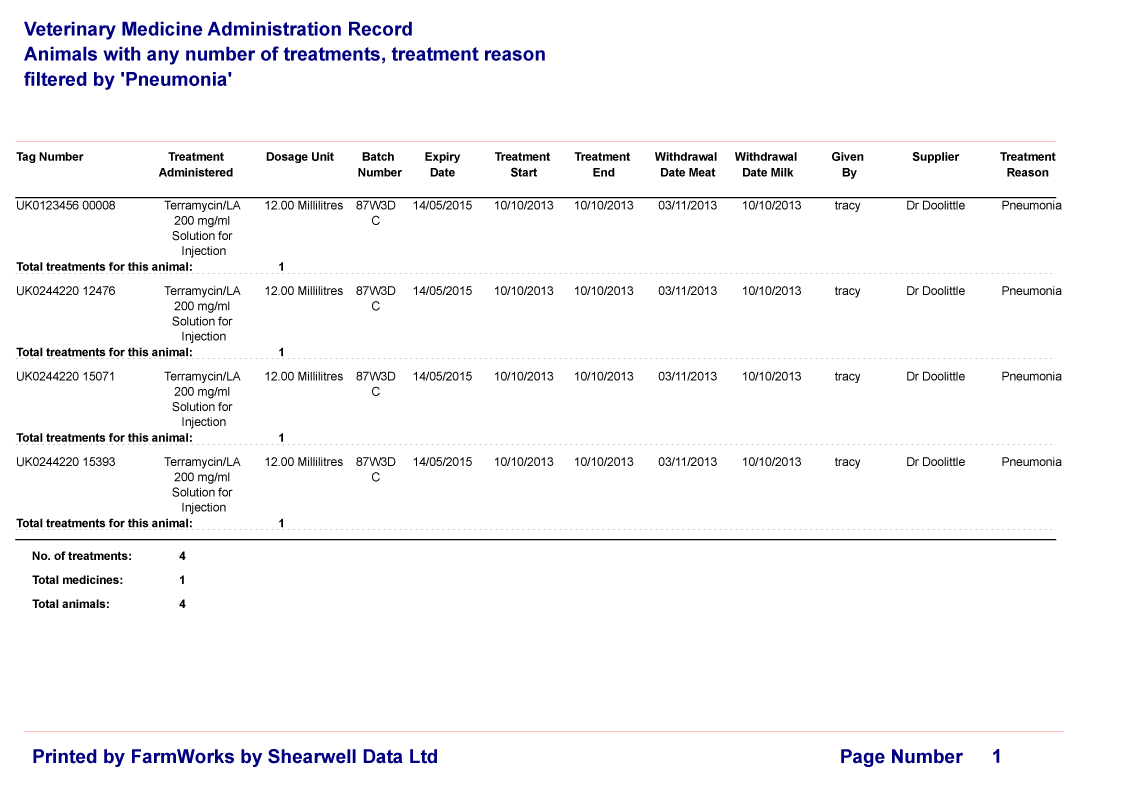 Veterinary Medicine Administration Record
Animals with any number of treatments, treatment reason
filtered by 'Pneumonia'
Tag Number Treatment Dosage Unit Batch Expiry Treatment Treatment Withdrawal Withdrawal Given Supplier Treatment
Administered Number Date Start End Date Meat Date Milk By Reason
UK0123456 00008 Terramycin/LA 12.00 Millilitres 87W3D 14/05/2015 10/10/2013 10/10/2013 03/11/2013 10/10/2013 tracy Dr Doolittle Pneumonia
200 mg/ml C
Solution for
Injection
Total treatments for this animal: 1
UK0244220 12476 Terramycin/LA 12.00 Millilitres 87W3D 14/05/2015 10/10/2013 10/10/2013 03/11/2013 10/10/2013 tracy Dr Doolittle Pneumonia
200 mg/ml C
Solution for
Injection
Total treatments for this animal: 1
UK0244220 15071 Terramycin/LA 12.00 Millilitres 87W3D 14/05/2015 10/10/2013 10/10/2013 03/11/2013 10/10/2013 tracy Dr Doolittle Pneumonia
200 mg/ml C
Solution for
Injection
Total treatments for this animal: 1
UK0244220 15393 Terramycin/LA 12.00 Millilitres 87W3D 14/05/2015 10/10/2013 10/10/2013 03/11/2013 10/10/2013 tracy Dr Doolittle Pneumonia
200 mg/ml C
Solution for
Injection
Total treatments for this animal: 1
No. of treatments: 4
Total medicines: 1
Total animals: 4
Printed by FarmWorks by Shearwell Data Ltd Page Number 1